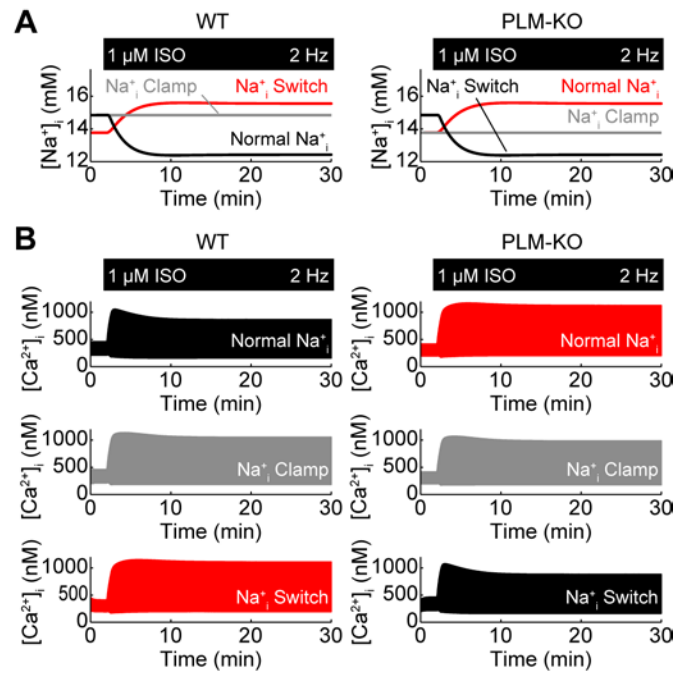 A
WT
PLM-KO
1 µM ISO 2 Hz
1 µM ISO 2 Hz
[Na⁺]ᵢ (mM)
16
14
12
Na⁺ᵢ Clamp
Na⁺ᵢ Switch
Normal Na⁺ᵢ
0 10 20 30
Time (min)
[Na⁺]ᵢ (mM)
16
14
12
Na⁺ᵢ Switch
Normal Na⁺ᵢ
Na⁺ᵢ Clamp
0 10 20 30
Time (min)
B
WT
PLM-KO
1 µM ISO 2 Hz
1 µM ISO 2 Hz
[Ca²⁺]ᵢ (nM)
1000
500
0
Normal Na⁺ᵢ
0 10 20 30
Time (min)
[Ca²⁺]ᵢ (nM)
1000
500
0
Normal Na⁺ᵢ
0 10 20 30
Time (min)
[Ca²⁺]ᵢ (nM)
1000
500
0
Na⁺ᵢ Clamp
0 10 20 30
Time (min)
[Ca²⁺]ᵢ (nM)
1000
500
0
Na⁺ᵢ Clamp
0 10 20 30
Time (min)
[Ca²⁺]ᵢ (nM)
1000
500
0
Na⁺ᵢ Switch
0 10 20 30
Time (min)
[Ca²⁺]ᵢ (nM)
1000
500
0
Na⁺ᵢ Switch
0 10 20 30
Time (min)